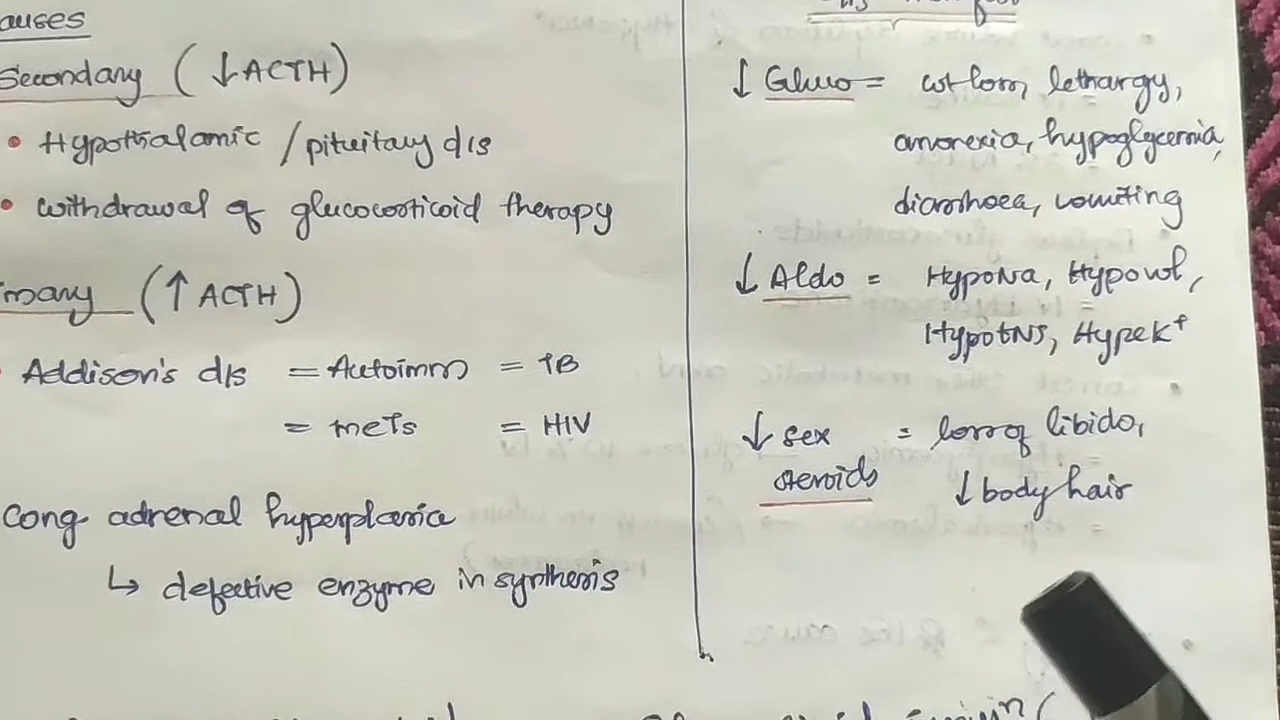 auses
Secondary (↓ACTH)
• Hypothalamic / pituitary dis
• withdrawal of glucocorticoid therapy
imary (↑ ACTH)
Addison's dis = Autoimm = TB
= meTs = HIV
Cong adrenal hyperplasia
↳ defective enzyme in synthesis
↓ Gluco = wt loss, lethargy,
anorexia, hypoglycemia,
diarrhoea, vomiting
↓ Aldo = HypoNa, Hypovol,
HypotNs, HypeK+
↓ sex = loss of libido,
steroids ↓ body hair